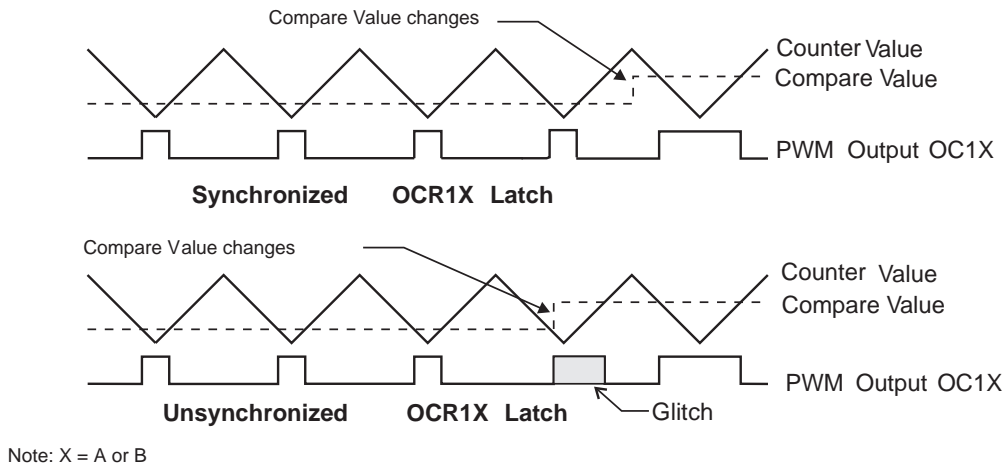 Compare Value changes
Counter Value
Compare Value
PWM Output OC1X
Synchronized OCR1X Latch
Compare Value changes
Counter Value
Compare Value
PWM Output OC1X
Unsynchronized OCR1X Latch
Glitch
Note: X = A or B